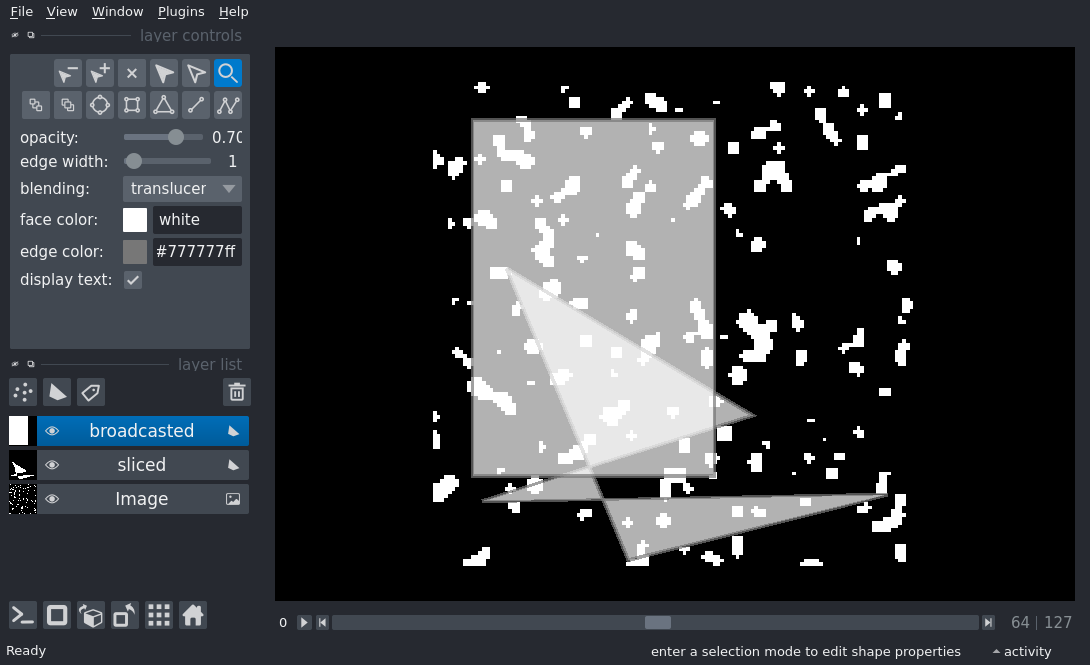 File View Window Plugins Help
layer controls
opacity: 0.70
edge width: 1
blending: translucer
face color: white
edge color: #777777ff
display text:
layer list
broadcasted
sliced
Image
0 64 | 127
Ready enter a selection mode to edit shape properties activity